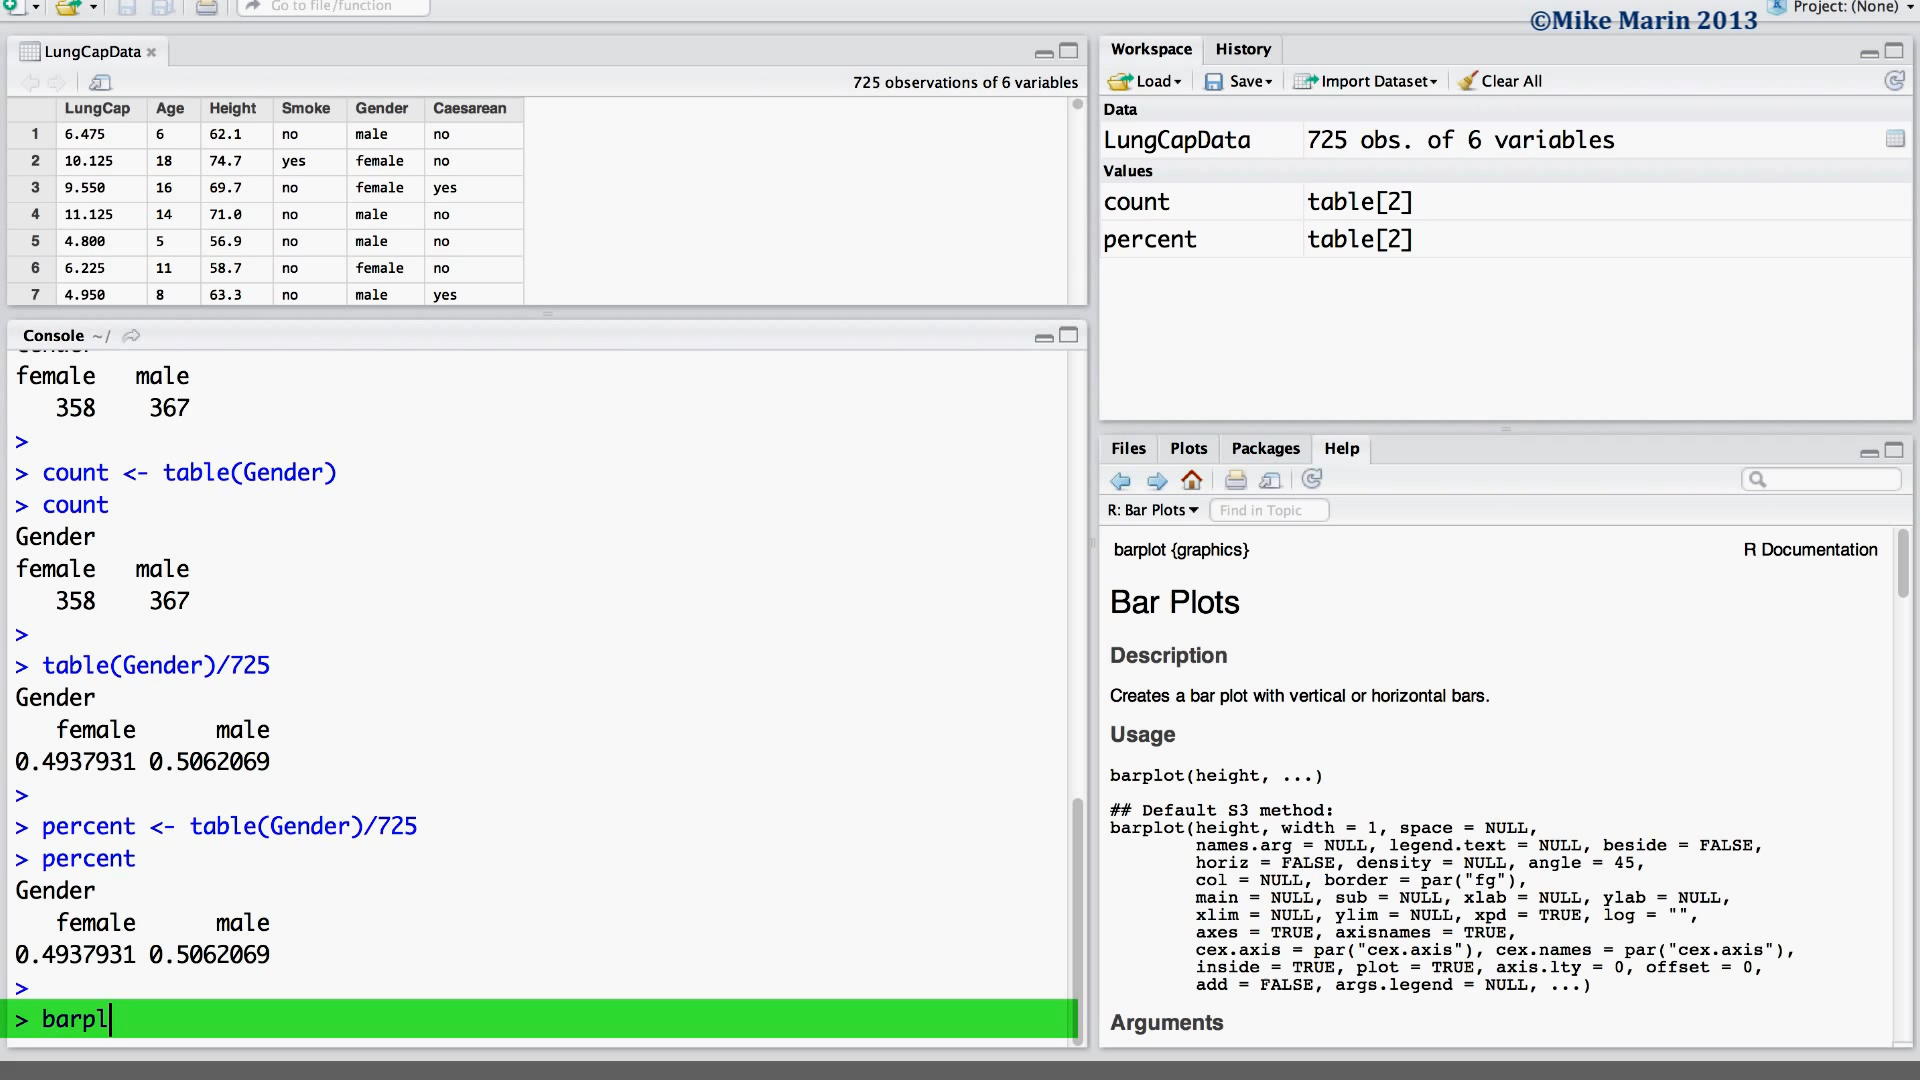 Go to file/function
©Mike Marin 2013
Project: (None)
LungCapData
725 observations of 6 variables
LungCap Age Height Smoke Gender Caesarean
1 6.475 6 62.1 no male no
2 10.125 18 74.7 yes female no
3 9.550 16 69.7 no female yes
4 11.125 14 71.0 no male no
5 4.800 5 56.9 no male no
6 6.225 11 58.7 no female no
7 4.950 8 63.3 no male yes
Console ~/
Gender
female male
358 367
>
> count <- table(Gender)
> count
Gender
female male
358 367
>
> table(Gender)/725
Gender
female male
0.4937931 0.5062069
>
> percent <- table(Gender)/725
> percent
Gender
female male
0.4937931 0.5062069
>
> barpl
Workspace History
Load Save Import Dataset Clear All
Data
LungCapData 725 obs. of 6 variables
Values
count table[2]
percent table[2]
Files Plots Packages Help
R: Bar Plots Find in Topic
barplot {graphics} R Documentation
Bar Plots
Description
Creates a bar plot with vertical or horizontal bars.
Usage
barplot(height, ...)
## Default S3 method:
barplot(height, width = 1, space = NULL,
names.arg = NULL, legend.text = NULL, beside = FALSE,
horiz = FALSE, density = NULL, angle = 45,
col = NULL, border = par("fg"),
main = NULL, sub = NULL, xlab = NULL, ylab = NULL,
xlim = NULL, ylim = NULL, xpd = TRUE, log = "",
axes = TRUE, axisnames = TRUE,
cex.axis = par("cex.axis"), cex.names = par("cex.axis"),
inside = TRUE, plot = TRUE, axis.lty = 0, offset = 0,
add = FALSE, args.legend = NULL, ...)
Arguments